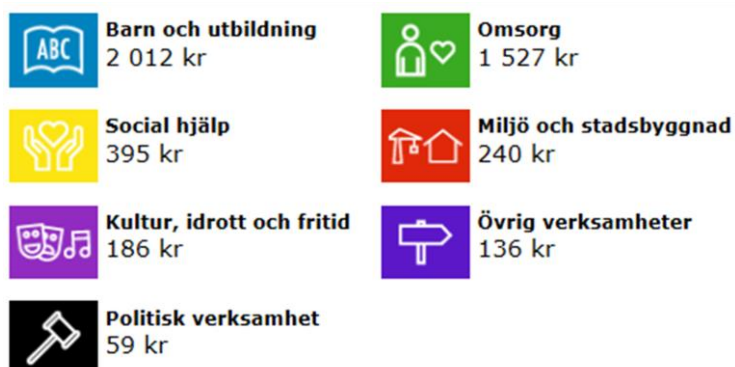 ABC
Barn och utbildning
2 012 kr
Omsorg
1 527 kr
Social hjälp
395 kr
Miljö och stadsbyggnad
240 kr
Kultur, idrott och fritid
186 kr
Övrig verksamheter
136 kr
Politisk verksamhet
59 kr